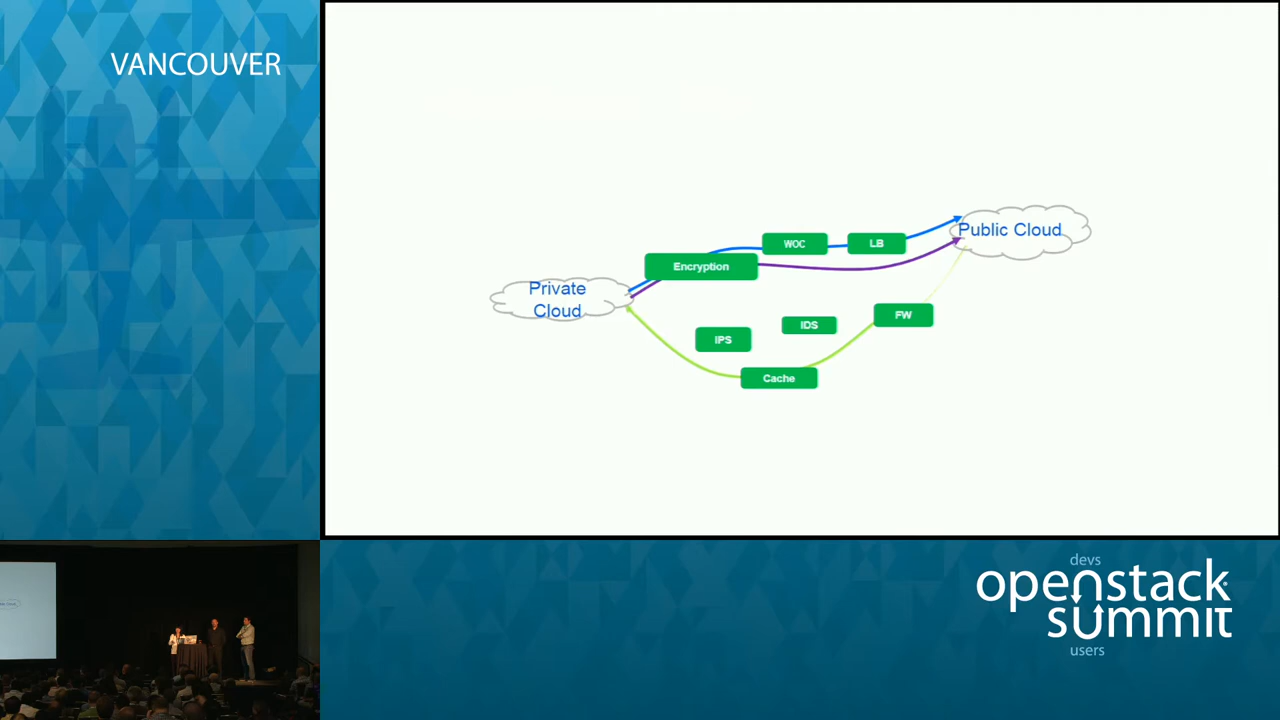 VANCOUVER
WOC
LB
Public Cloud
Encryption
Private
Cloud
IPS
IDS
FW
Cache
devs
openstack
summit
users